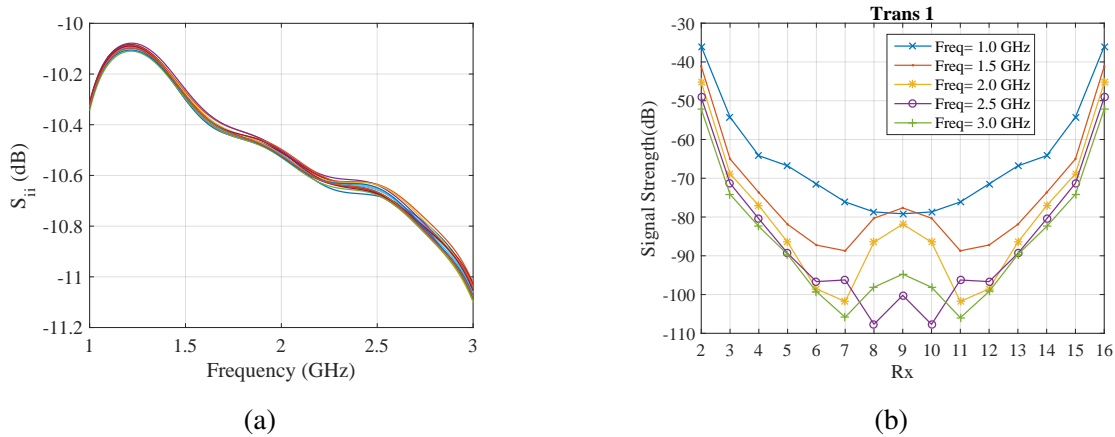 -10
-10.2
-10.4
-10.6
-10.8
-11
-11.2
S_ii (dB)
1
1.5
2
2.5
3
Frequency (GHz)
(a)
Trans 1
-30
-40
-50
-60
-70
-80
-90
-100
-110
Signal Strength(dB)
Freq= 1.0 GHz
Freq= 1.5 GHz
Freq= 2.0 GHz
Freq= 2.5 GHz
Freq= 3.0 GHz
2 3 4 5 6 7 8 9 10 11 12 13 14 15 16
Rx
(b)